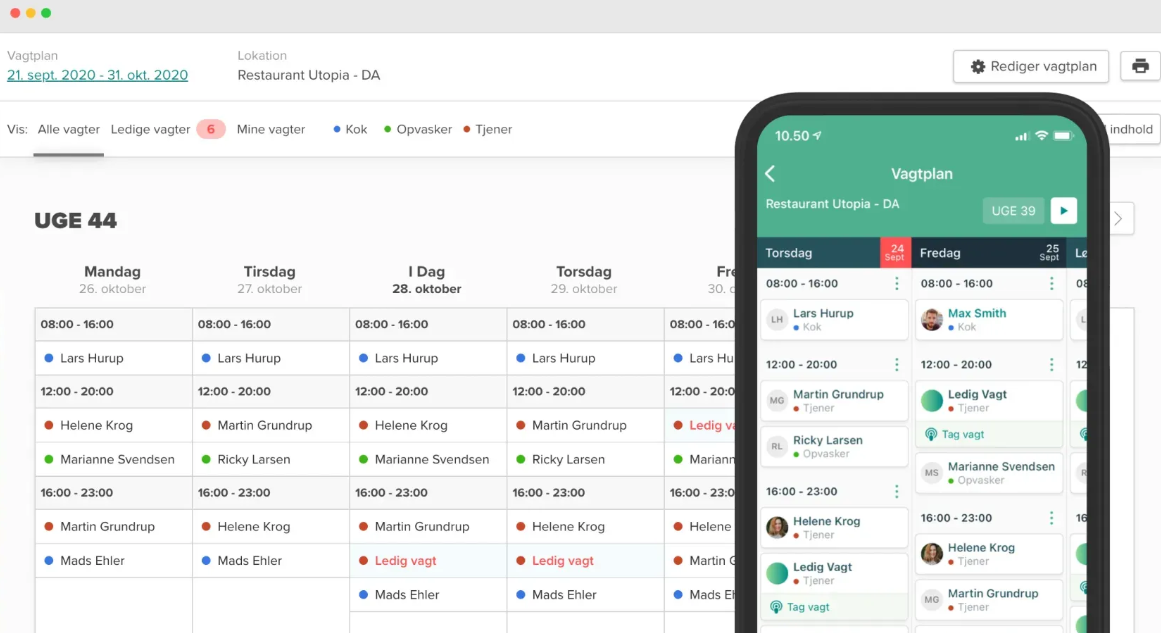 Vagtplan
21. sept. 2020 - 31. okt. 2020
Lokation
Restaurant Utopia - DA
Rediger vagtplan
Vis: Alle vagter Ledige vagter 6 Mine vagter Kok Opvasker Tjener
indhold
UGE 44
Mandag Tirsdag I Dag Torsdag Fre
26. oktober 27. oktober 28. oktober 29. oktober 30. o
08:00 - 16:00 08:00 - 16:00 08:00 - 16:00 08:00 - 16:00 08:00 - 16:0
Lars Hurup Lars Hurup Lars Hurup Lars Hurup Lars Hu
12:00 - 20:00 12:00 - 20:00 12:00 - 20:00 12:00 - 20:00 12:00 - 20:0
Helene Krog Martin Grundrup Helene Krog Martin Grundrup Ledig va
Marianne Svendsen Ricky Larsen Marianne Svendsen Ricky Larsen Mariann
16:00 - 23:00 16:00 - 23:00 16:00 - 23:00 16:00 - 23:00 16:00 - 23:0
Martin Grundrup Helene Krog Martin Grundrup Helene Krog Helene
Mads Ehler Mads Ehler Ledig vagt Ledig vagt Martin G
Mads Ehler Mads Ehler Mads Eh
10.50
Vagtplan
Restaurant Utopia - DA
UGE 39
Torsdag 24 Sept
08:00 - 16:00
LH Lars Hurup
Kok
12:00 - 20:00
MG Martin Grundrup
Tjener
RL Ricky Larsen
Opvasker
16:00 - 23:00
Helene Krog
Tjener
Ledig Vagt
Tjener
Tag vagt
Fredag 25 Sept
08:00 - 16:00
Max Smith
Kok
12:00 - 20:00
Ledig Vagt
Tjener
Tag vagt
MS Marianne Svendsen
Opvasker
16:00 - 23:00
Helene Krog
Tjener
MG Martin Grundrup
Tjener
Lø
12
16